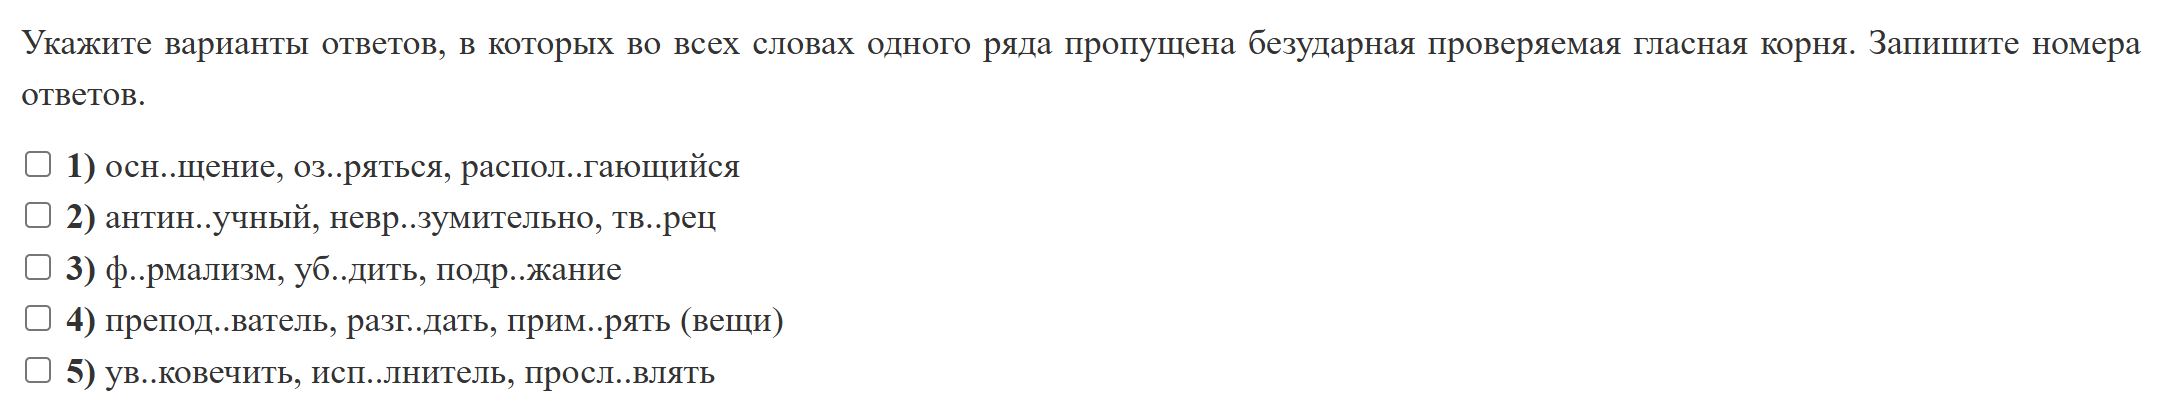 Укажите варианты ответов, в которых во всех словах одного ряда пропущена безударная проверяемая гласная корня. Запишите номера
ответов.
1) осн..щение, оз..ряться, распол..гающийся
2) антин..учный, невр..зумительно, тв..рец
3) ф..рмализм, уб..дить, подр..жание
4) препод..ватель, разг..дать, прим..рять (вещи)
5) ув..ковечить, исп..лнитель, просл..влять